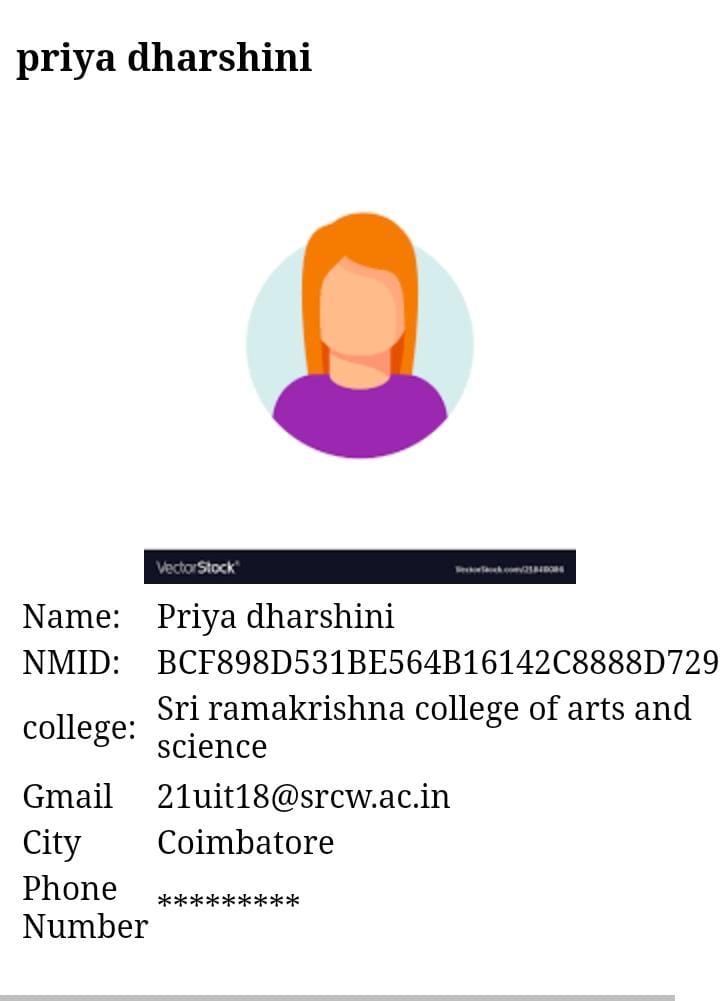 priya dharshini
VectorStock®
VectorStock.com/21848086
Name: Priya dharshini
NMID: BCF898D531BE564B16142C8888D729
college: Sri ramakrishna college of arts and
science
Gmail 21uit18@srcw.ac.in
City Coimbatore
Phone
Number *********